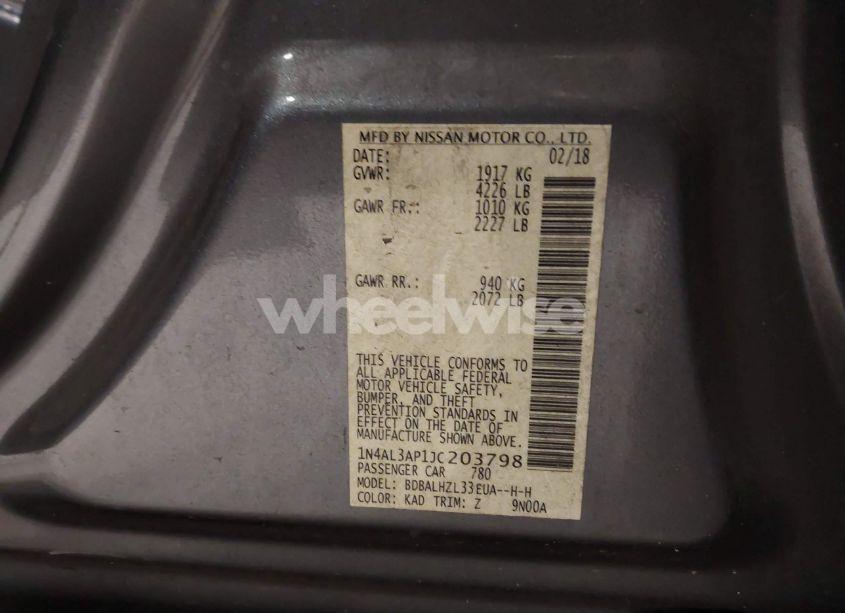 MFD BY NISSAN MOTOR CO., LTD.
DATE: 02/18
GVWR: 1917 KG
4226 LB
GAWR FR.: 1010 KG
2227 LB
GAWR RR.: 940 KG
2072 LB
wheelwise
THIS VEHICLE CONFORMS TO
ALL APPLICABLE FEDERAL
MOTOR VEHICLE SAFETY,
BUMPER, AND THEFT
PREVENTION STANDARDS IN
EFFECT ON THE DATE OF
MANUFACTURE SHOWN ABOVE.
1N4AL3AP1JC203798
PASSENGER CAR 780
MODEL: BDBALHZL33EUA--H-H
COLOR: KAD TRIM: Z 9N00A